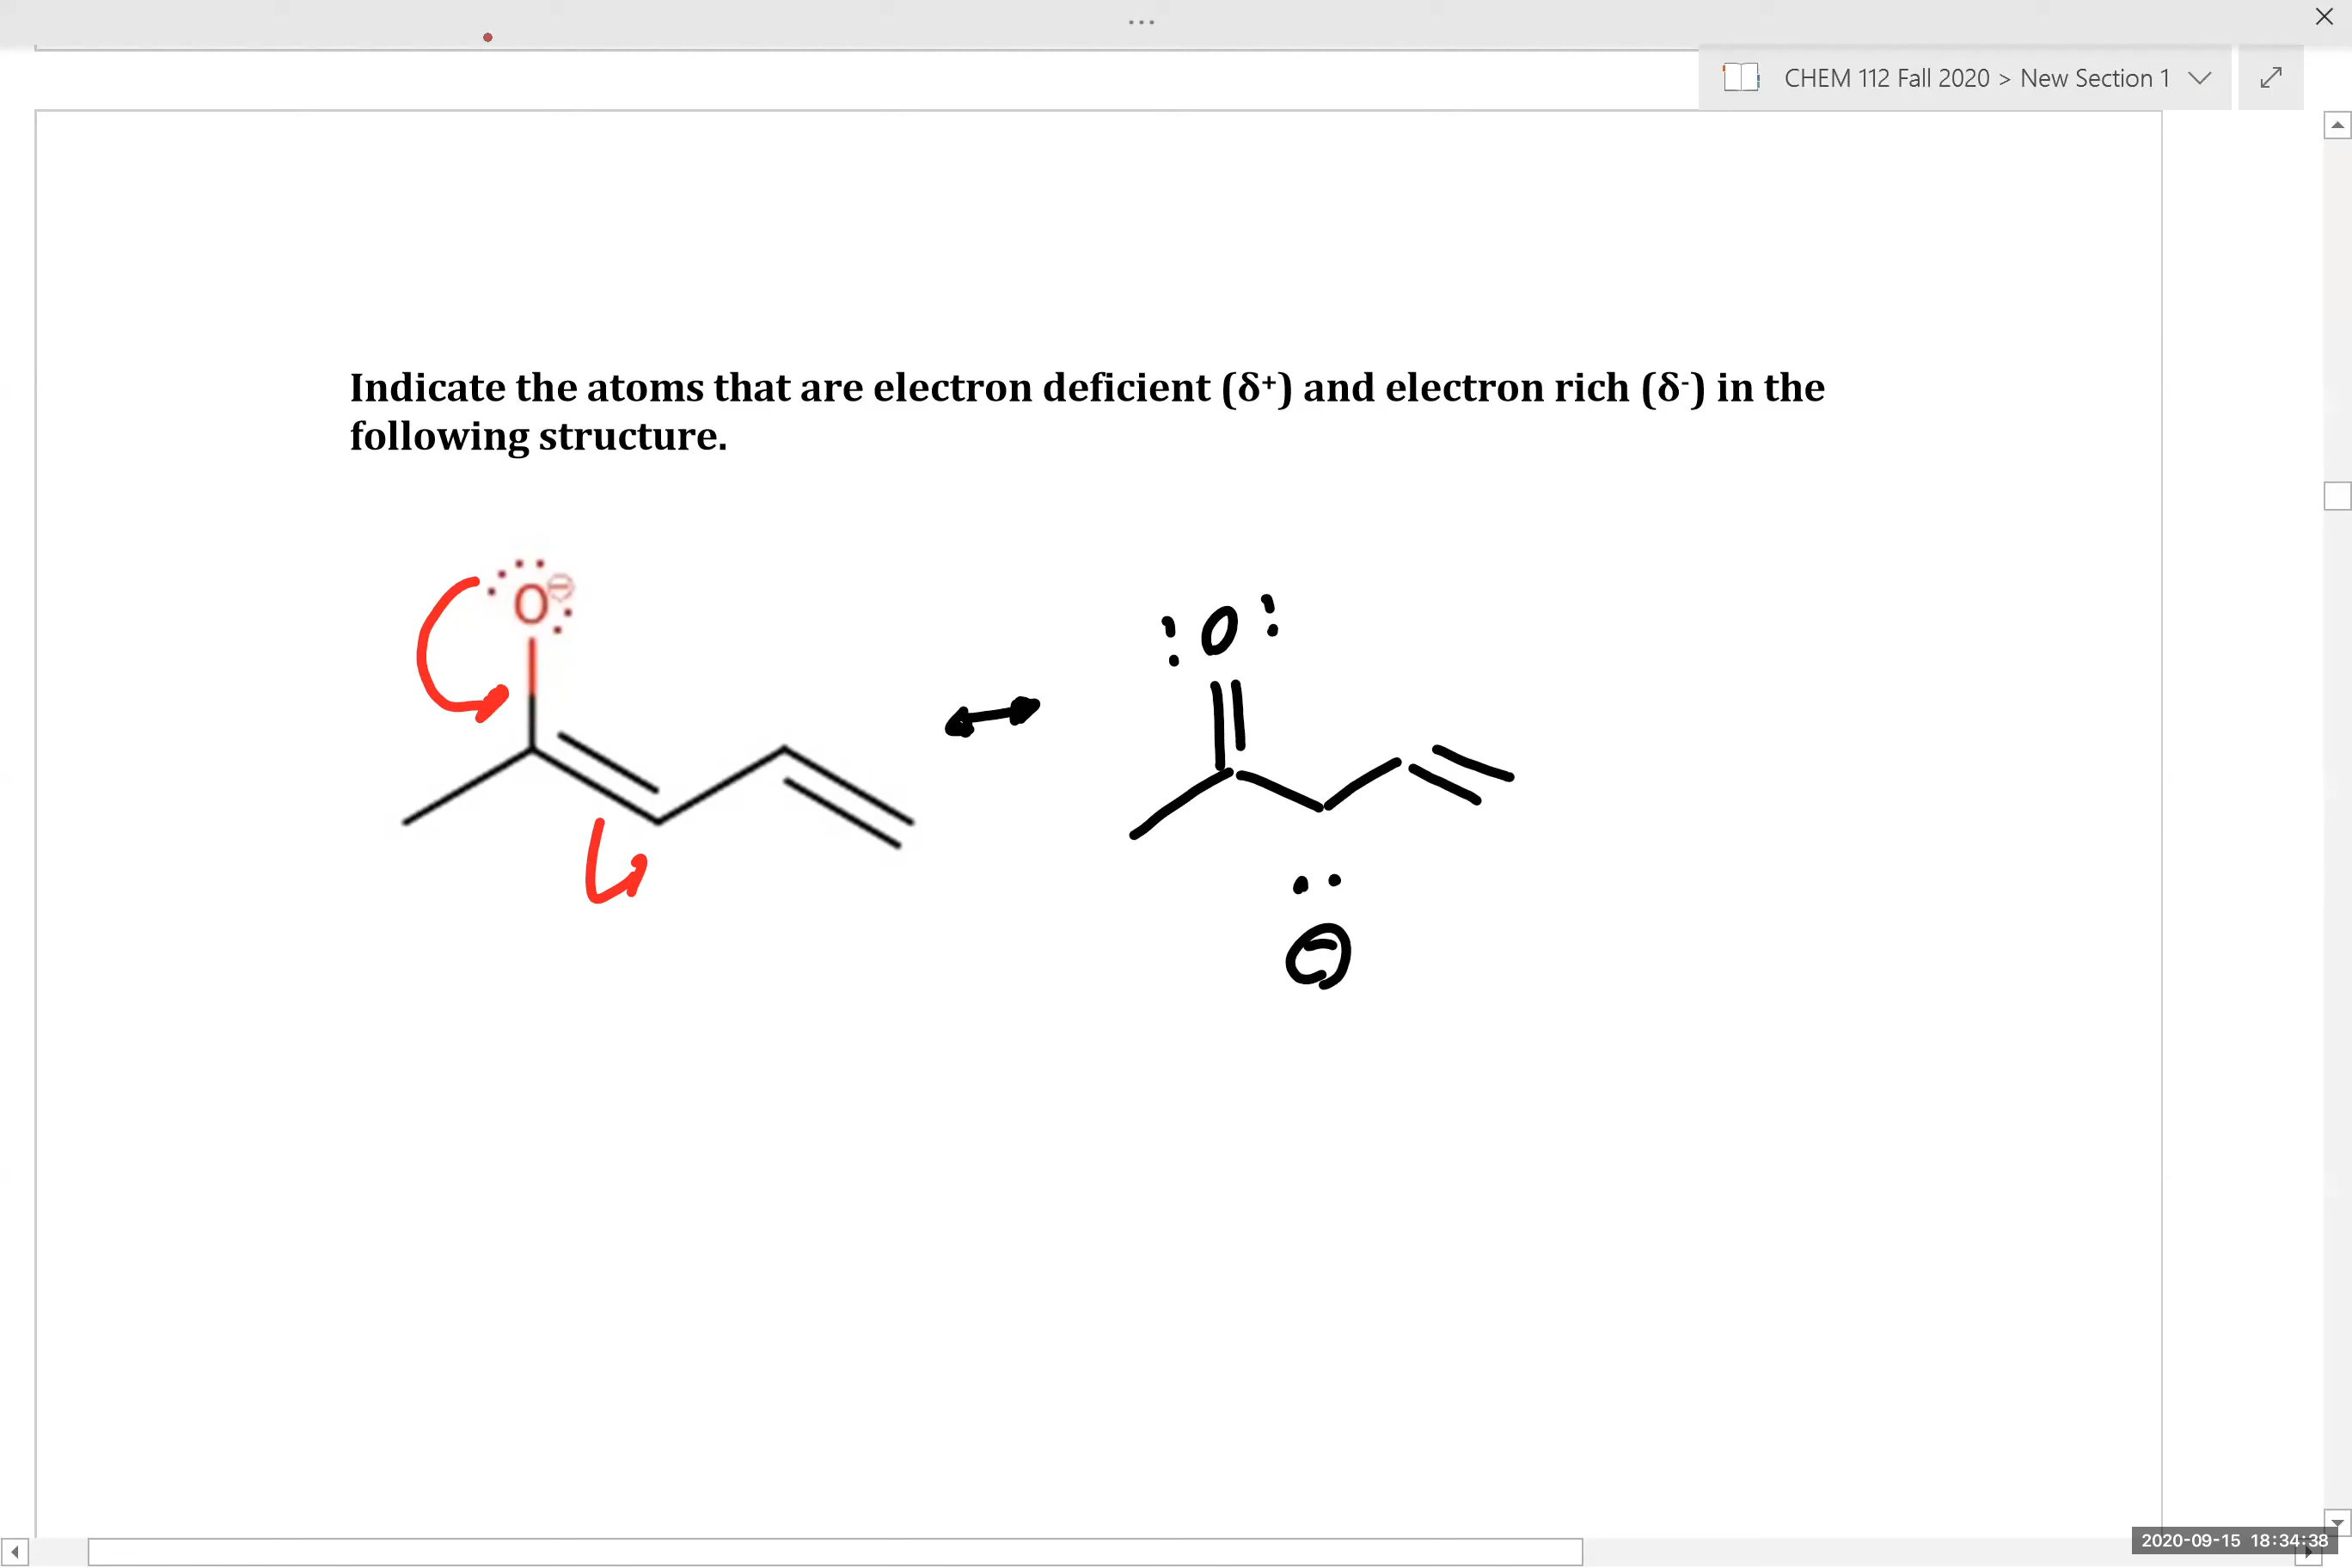 ...
CHEM 112 Fall 2020 > New Section 1
Indicate the atoms that are electron deficient (δ⁺) and electron rich (δ⁻) in the
following structure.
O⊖
O
⊖
2020-09-15 18:34:38